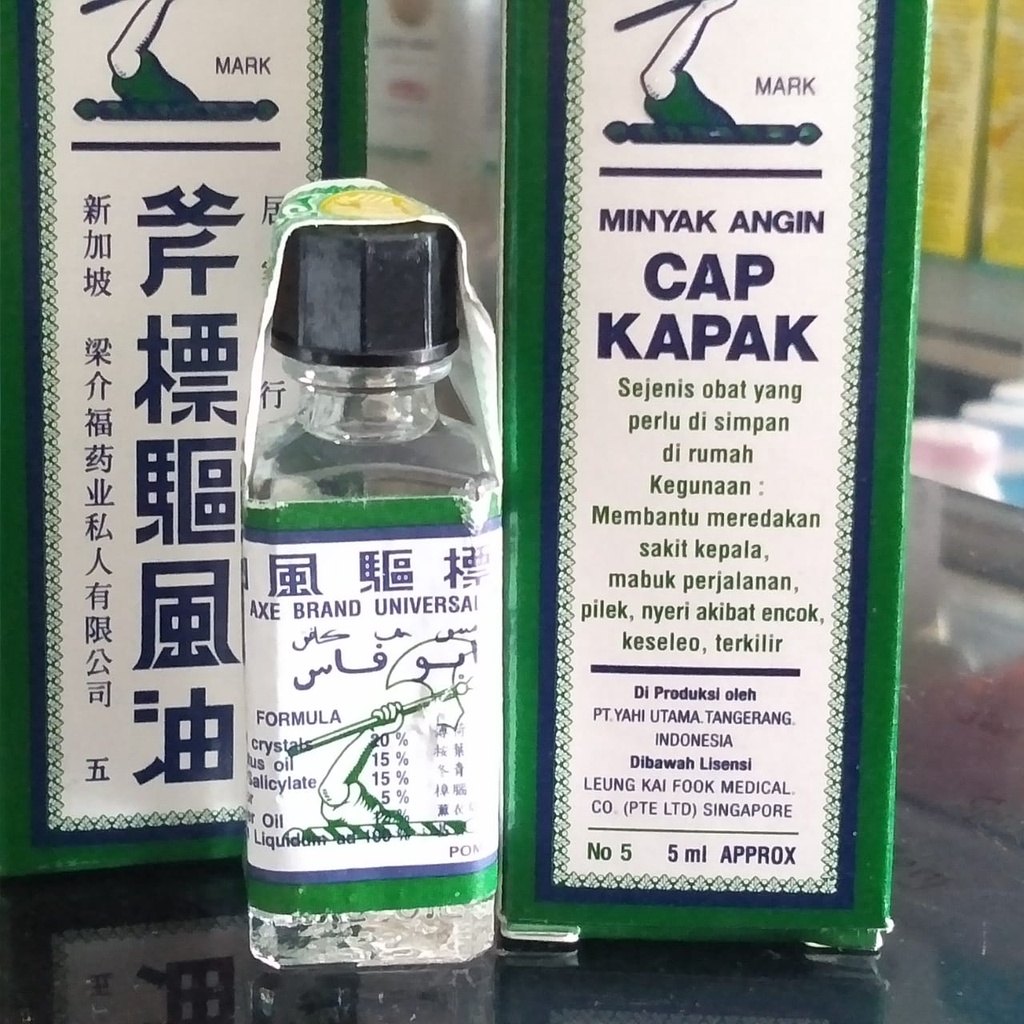 MARK
斧標驅風油
新加坡 梁介福药业私人有限公司 五
居
行
風驅標
AXE BRAND UNIVERSAL
ابو فاس
FORMULA
crystals 20 %
oil 15 %
Salicylate 15 %
5 %
Oil
Liquidum ad 100 %
MARK
MINYAK ANGIN
CAP
KAPAK
Sejenis obat yang
perlu di simpan
di rumah
Kegunaan :
Membantu meredakan
sakit kepala,
mabuk perjalanan,
pilek, nyeri akibat encok,
keseleo, terkilir
Di Produksi oleh
PT.YAHI UTAMA.TANGERANG.
INDONESIA
Dibawah Lisensi
LEUNG KAI FOOK MEDICAL.
CO. (PTE LTD) SINGAPORE
No 5 5 ml APPROX